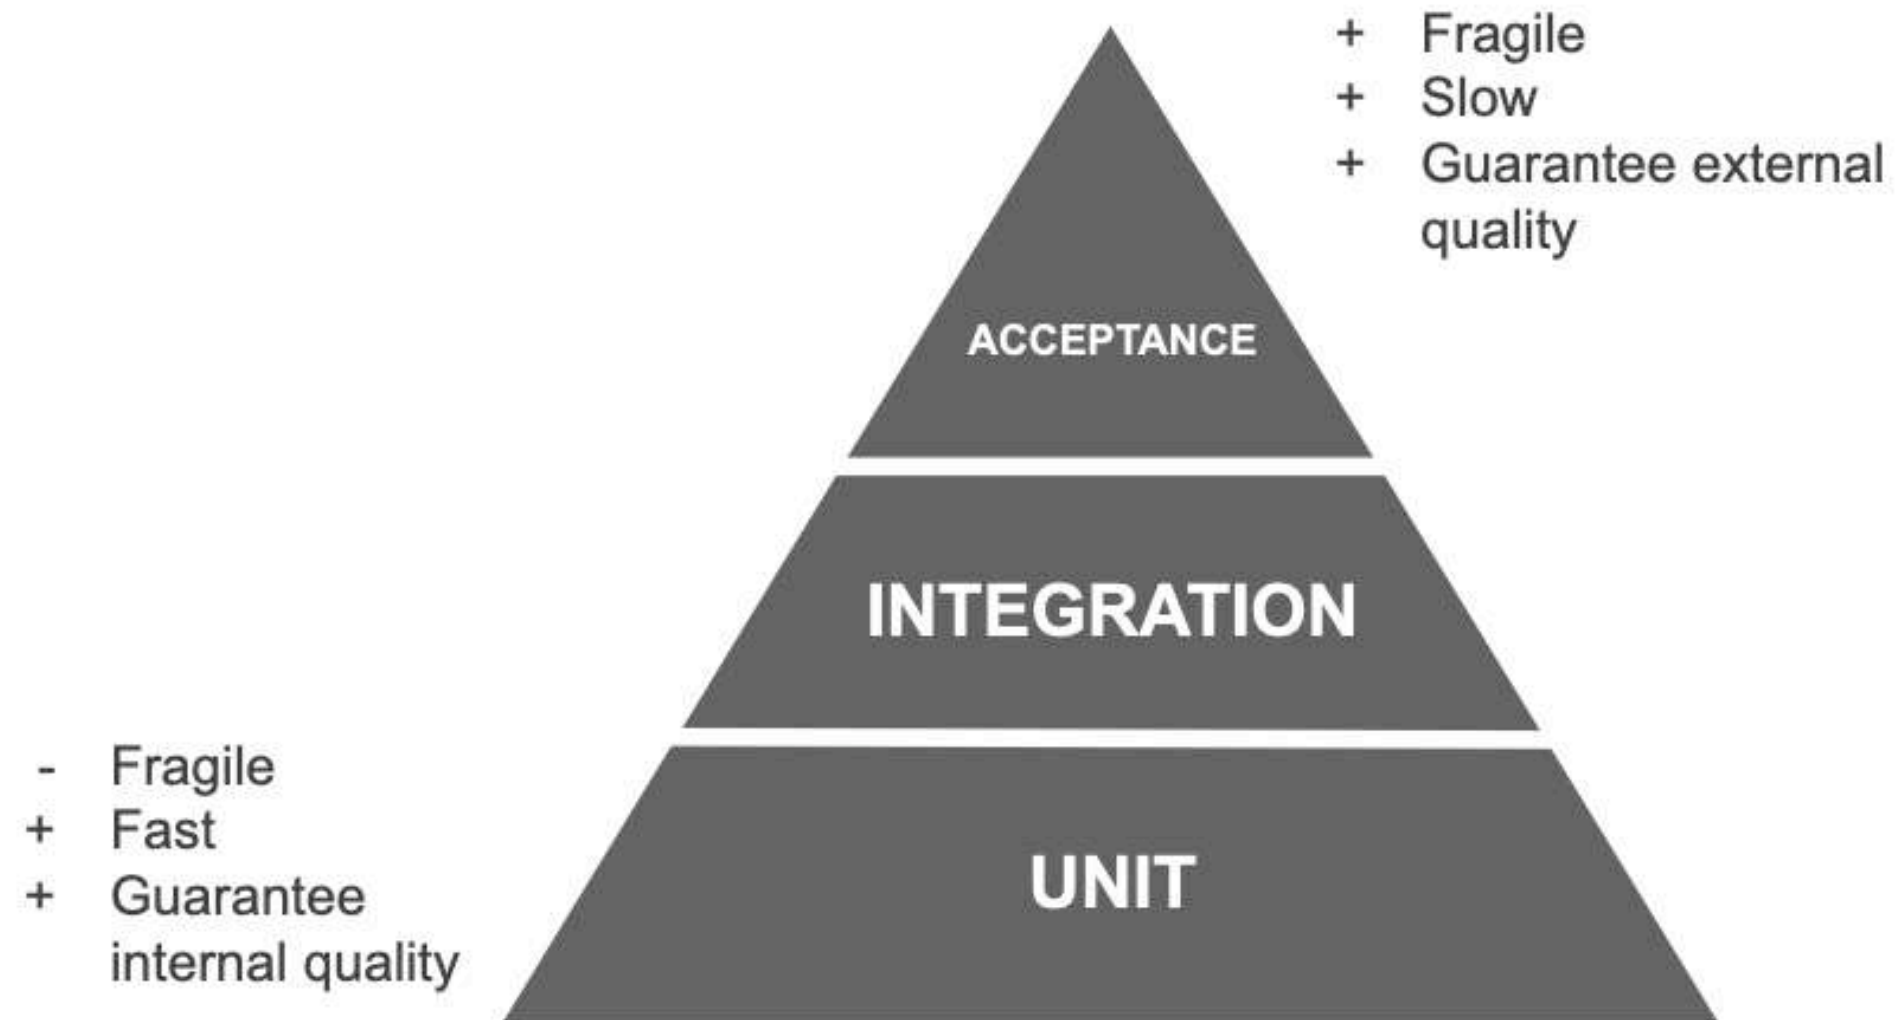 + Fragile
+ Slow
+ Guarantee external
quality
ACCEPTANCE
INTEGRATION
- Fragile
+ Fast
+ Guarantee
internal quality
UNIT